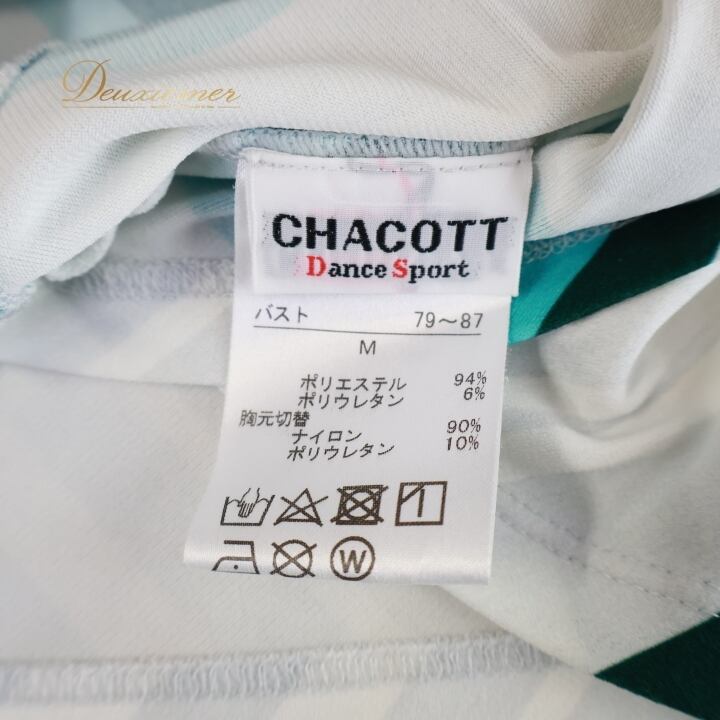 Deuxiemer
CHACOTT
Dance Sport
バスト 79〜87
M
ポリエステル 94%
ポリウレタン 6%
胸元切替
ナイロン 90%
ポリウレタン 10%
W